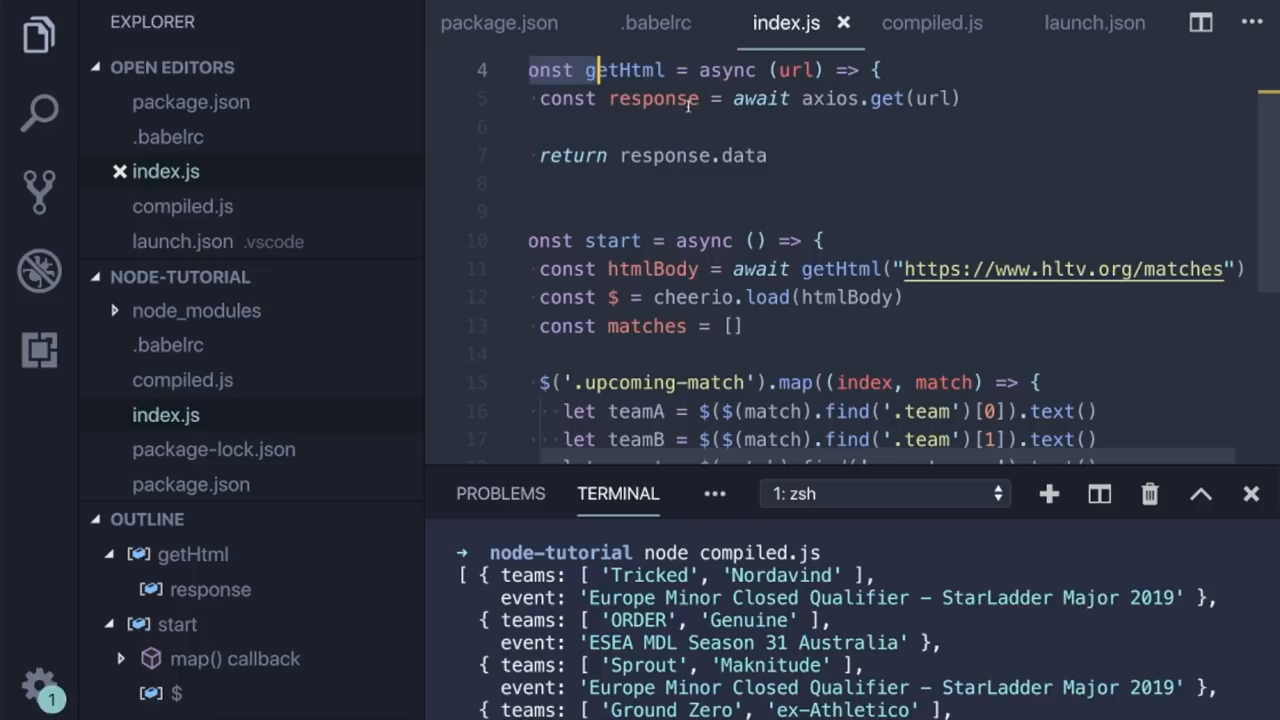 EXPLORER
OPEN EDITORS
package.json
.babelrc
index.js
compiled.js
launch.json .vscode
NODE-TUTORIAL
node_modules
.babelrc
compiled.js
index.js
package-lock.json
package.json
OUTLINE
getHtml
response
start
map() callback
$
1
package.json .babelrc index.js compiled.js launch.json
4 onst getHtml = async (url) => {
5 const response = await axios.get(url)
6
7 return response.data
8
9
10 onst start = async () => {
11 const htmlBody = await getHtml("https://www.hltv.org/matches")
12 const $ = cheerio.load(htmlBody)
13 const matches = []
14
15 $('.upcoming-match').map((index, match) => {
16 let teamA = $($(match).find('.team')[0]).text()
17 let teamB = $($(match).find('.team')[1]).text()
PROBLEMS TERMINAL ··· 1: zsh
→ node-tutorial node compiled.js
[ { teams: [ 'Tricked', 'Nordavind' ],
event: 'Europe Minor Closed Qualifier – StarLadder Major 2019' },
{ teams: [ 'ORDER', 'Genuine' ],
event: 'ESEA MDL Season 31 Australia' },
{ teams: [ 'Sprout', 'Maknitude' ],
event: 'Europe Minor Closed Qualifier – StarLadder Major 2019' },
{ teams: [ 'Ground Zero', 'ex-Athletico' ],